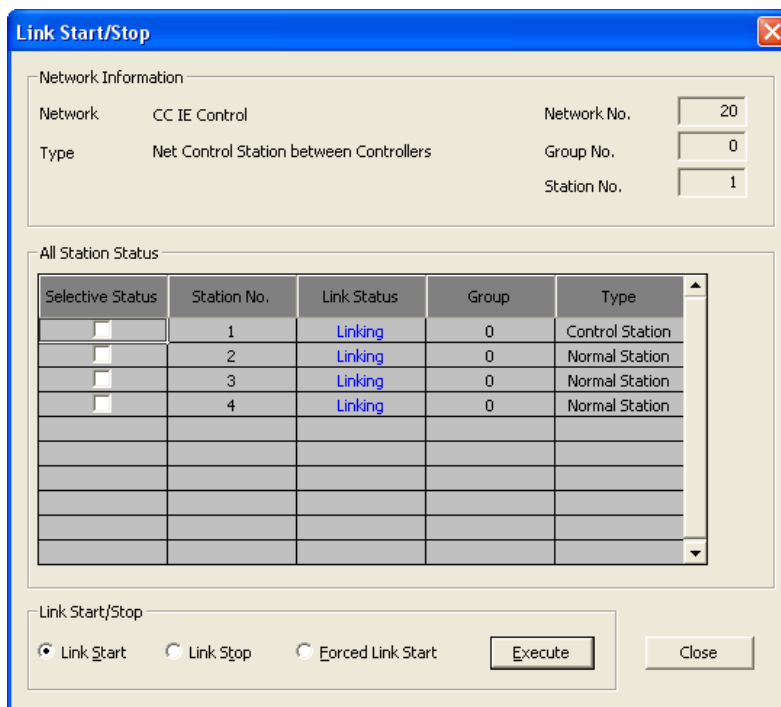 Link Start/Stop
Network Information
Network CC IE Control Network No. 20
Type Net Control Station between Controllers Group No. 0
Station No. 1
All Station Status
Selective Status Station No. Link Status Group Type
1 Linking 0 Control Station
2 Linking 0 Normal Station
3 Linking 0 Normal Station
4 Linking 0 Normal Station
Link Start/Stop
Link Start Link Stop Forced Link Start Execute Close